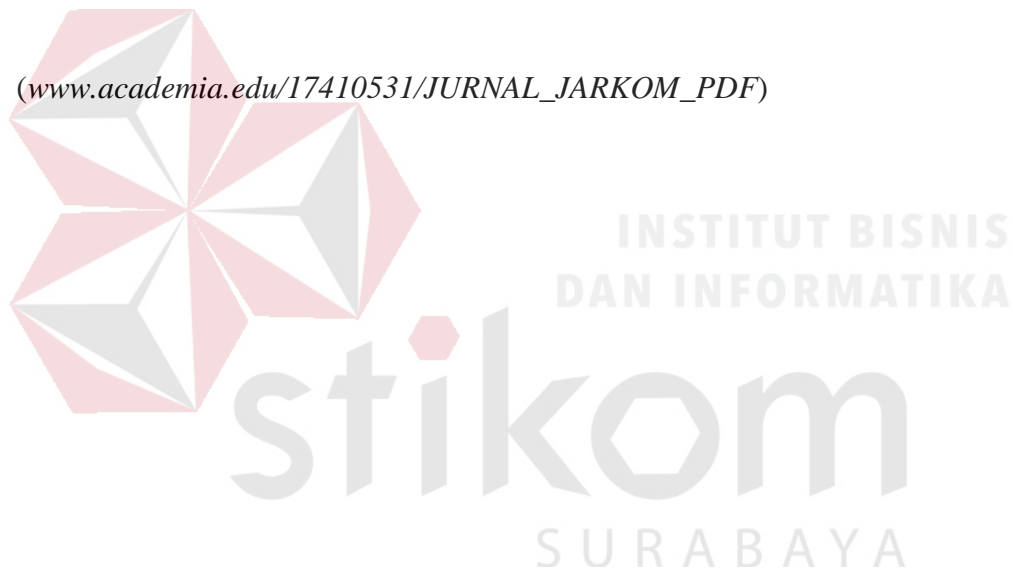 (www.academia.edu/17410531/JURNAL_JARKOM_PDF)
INSTITUT BISNIS
DAN INFORMATIKA
stikom
SURABAYA